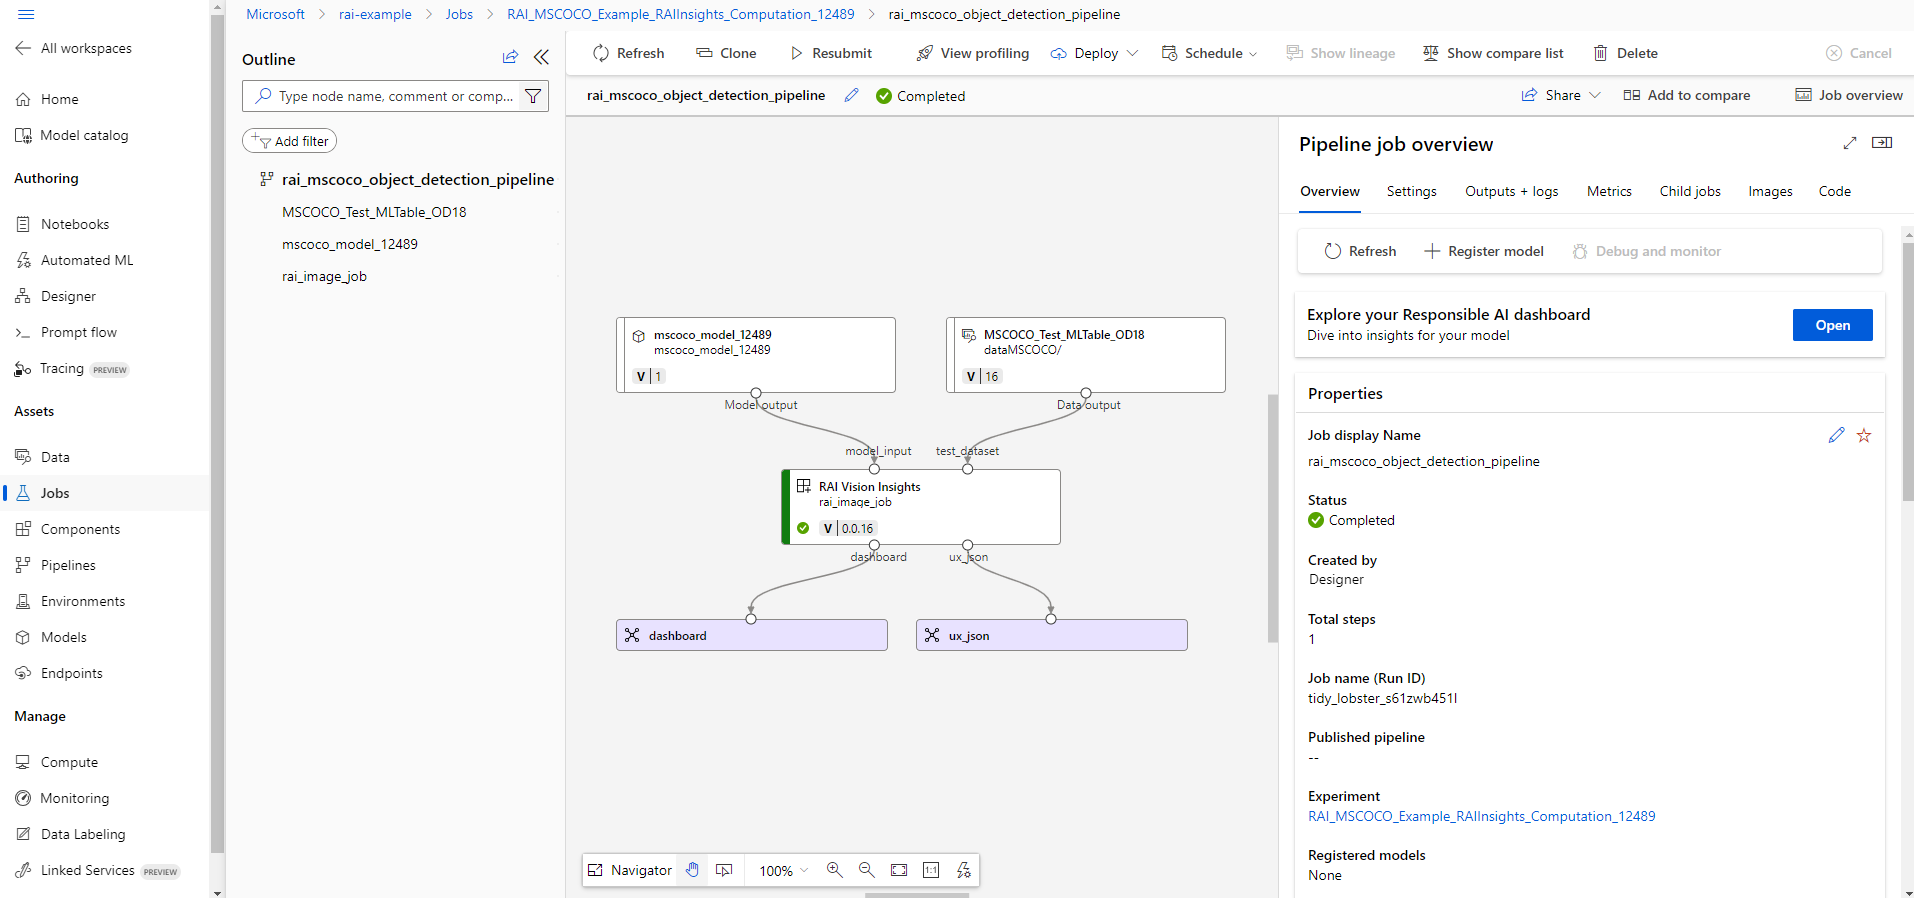 Microsoft > rai-example > Jobs > RAI_MSCOCO_Example_RAIInsights_Computation_12489 > rai_mscoco_object_detection_pipeline
All workspaces
Home
Model catalog
Authoring
Notebooks
Automated ML
Designer
Prompt flow
Tracing PREVIEW
Assets
Data
Jobs
Components
Pipelines
Environments
Models
Endpoints
Manage
Compute
Monitoring
Data Labeling
Linked Services PREVIEW
Outline
Type node name, comment or comp...
Add filter
rai_mscoco_object_detection_pipeline
MSCOCO_Test_MLTable_OD18
mscoco_model_12489
rai_image_job
Refresh Clone Resubmit View profiling Deploy Schedule Show lineage Show compare list Delete Cancel
rai_mscoco_object_detection_pipeline Completed Share Add to compare Job overview
mscoco_model_12489
mscoco_model_12489
V 1
Model output
MSCOCO_Test_MLTable_OD18
dataMSCOCO/
V 16
Data output
model_input test_dataset
RAI Vision Insights
rai_image_job
V 0.0.16
dashboard ux_json
dashboard
ux_json
Navigator 100% 1:1
Pipeline job overview
Overview Settings Outputs + logs Metrics Child jobs Images Code
Refresh Register model Debug and monitor
Explore your Responsible AI dashboard
Dive into insights for your model
Open
Properties
Job display Name
rai_mscoco_object_detection_pipeline
Status
Completed
Created by
Designer
Total steps
1
Job name (Run ID)
tidy_lobster_s61zwb451l
Published pipeline
--
Experiment
RAI_MSCOCO_Example_RAIInsights_Computation_12489
Registered models
None